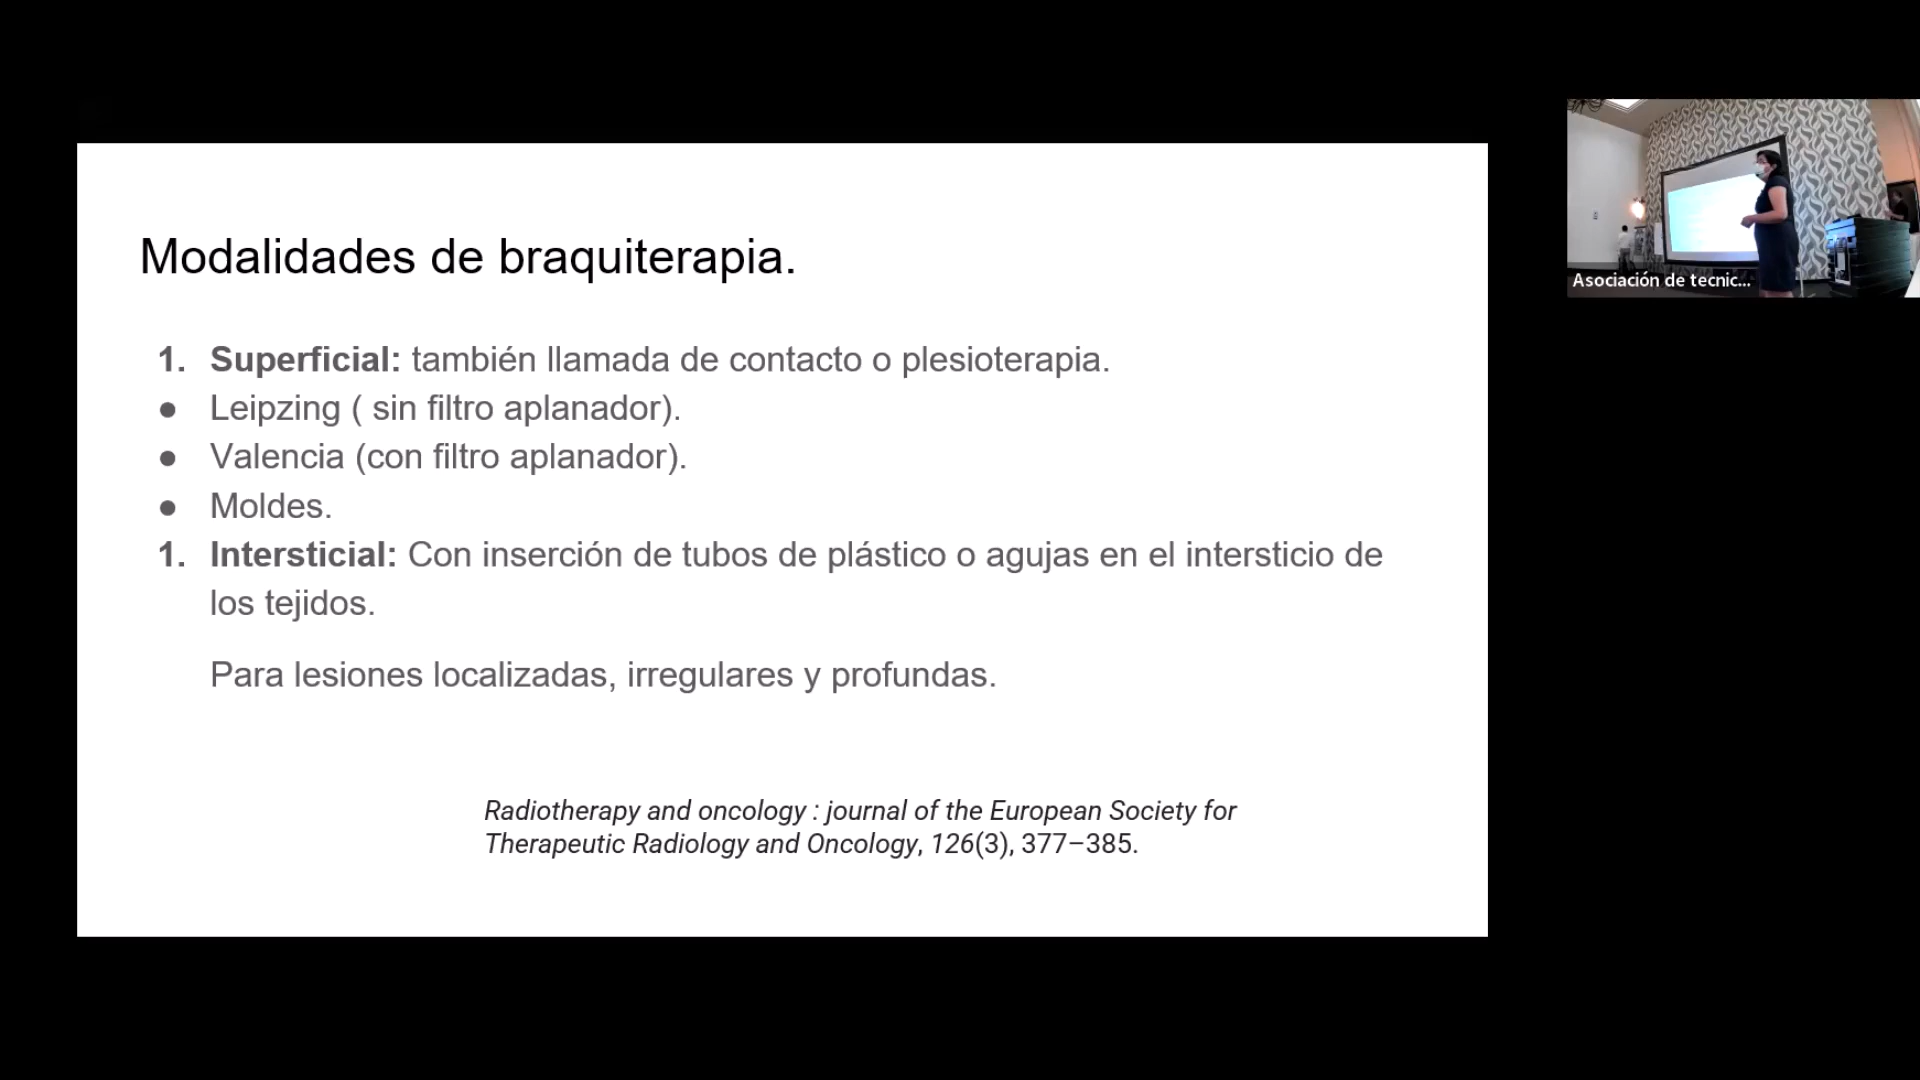 Modalidades de braquiterapia.
1. Superficial: también llamada de contacto o plesioterapia.
● Leipzing ( sin filtro aplanador).
● Valencia (con filtro aplanador).
● Moldes.
1. Intersticial: Con inserción de tubos de plástico o agujas en el intersticio de
los tejidos.
Para lesiones localizadas, irregulares y profundas.
Radiotherapy and oncology : journal of the European Society for
Therapeutic Radiology and Oncology, 126(3), 377–385.
Asociación de tecnic...